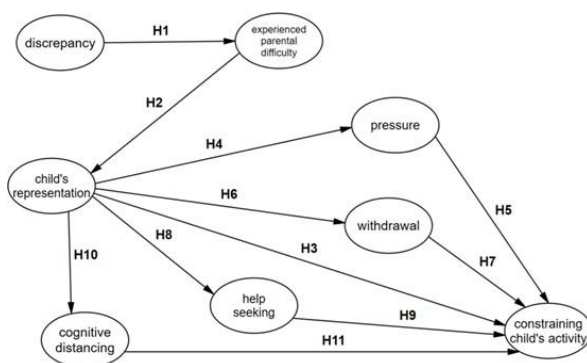 H1
discrepancy
experienced
parental
difficulty
H2
H4
pressure
child's
representation
H6
H5
withdrawal
H10
H8
H3
H7
help
seeking
H9
cognitive
distancing
H11
constraining
child's activity